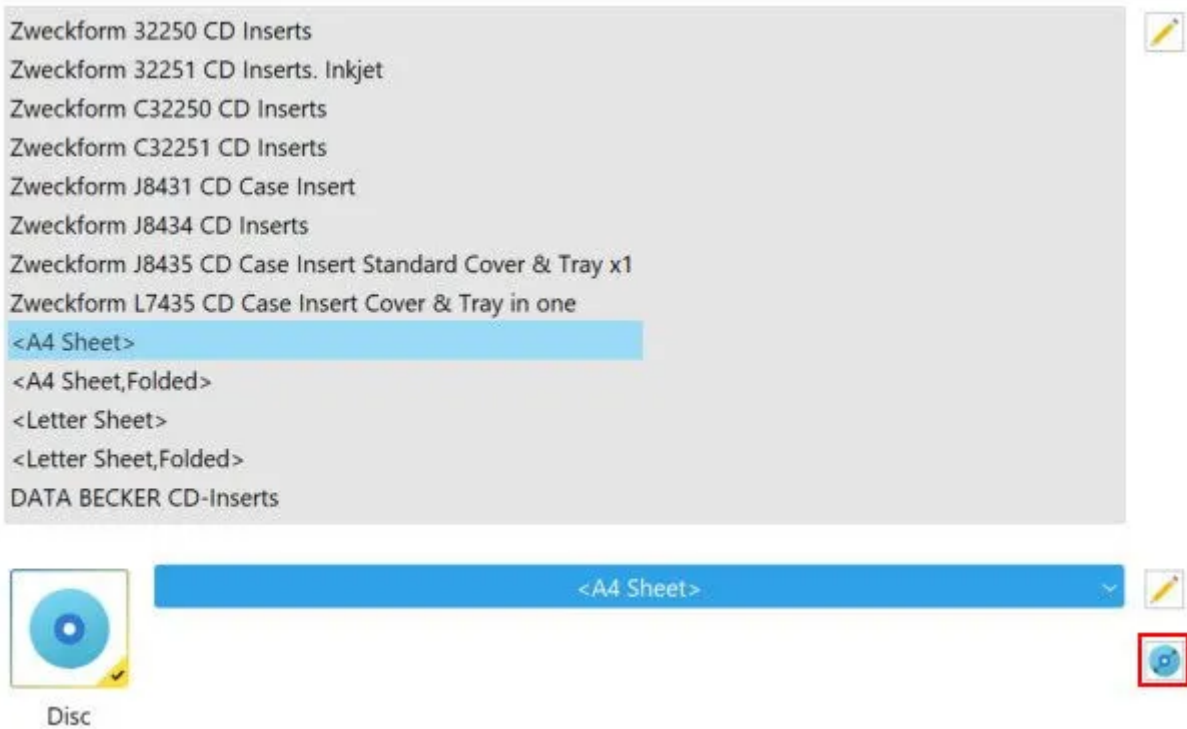 Zweckform 32250 CD Inserts
Zweckform 32251 CD Inserts. Inkjet
Zweckform C32250 CD Inserts
Zweckform C32251 CD Inserts
Zweckform J8431 CD Case Insert
Zweckform J8434 CD Inserts
Zweckform J8435 CD Case Insert Standard Cover & Tray x1
Zweckform L7435 CD Case Insert Cover & Tray in one
<A4 Sheet>
<A4 Sheet,Folded>
<Letter Sheet>
<Letter Sheet,Folded>
DATA BECKER CD-Inserts
<A4 Sheet>
Disc